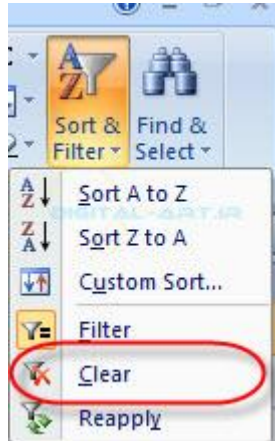 Sort &
Filter
Find &
Select
Sort A to Z
DIGITAL-ART.IR
Sort Z to A
Custom Sort...
Filter
Clear
Reapply